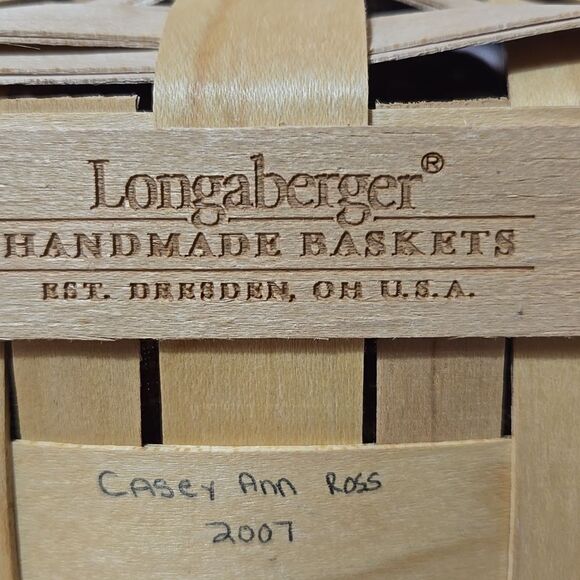 Longaberger®
HANDMADE BASKETS
EST. DRESDEN, OH U.S.A.
Casey Ann Ross
2007